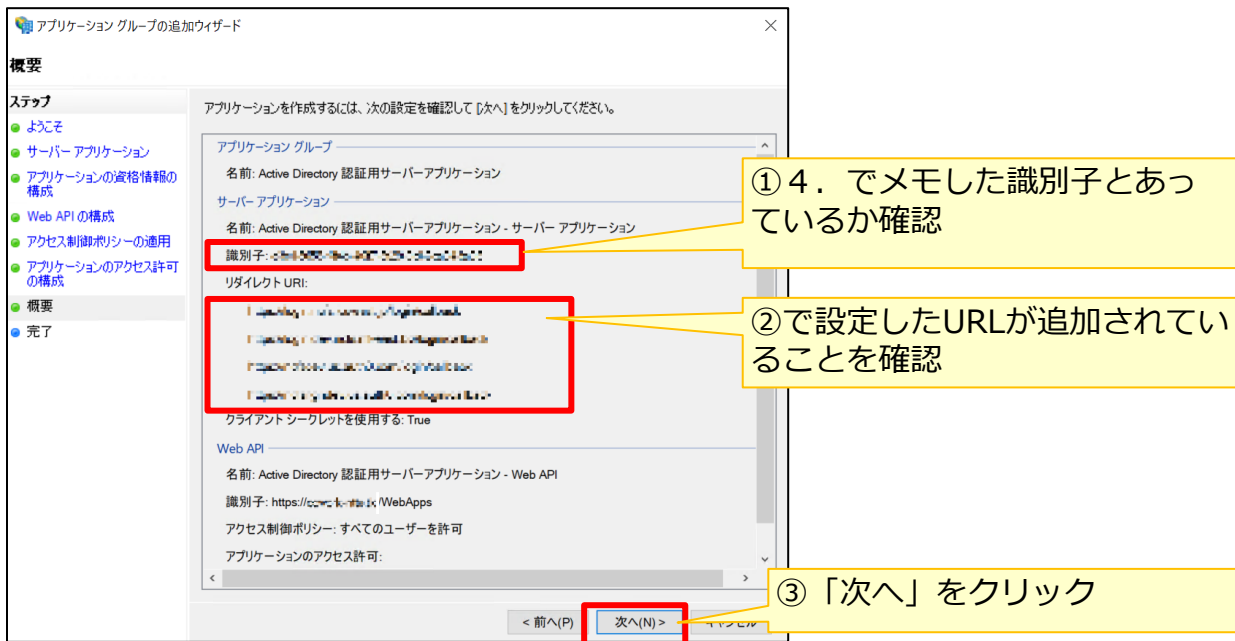 アプリケーション グループの追加ウィザード
概要
ステップ
ようこそ
サーバー アプリケーション
アプリケーションの資格情報の
構成
Web API の構成
アクセス制御ポリシーの適用
アプリケーションのアクセス許可
の構成
概要
完了
アプリケーションを作成するには、次の設定を確認して [次へ] をクリックしてください。
アプリケーション グループ
名前: Active Directory 認証用サーバーアプリケーション
サーバー アプリケーション
名前: Active Directory 認証用サーバーアプリケーション - サーバー アプリケーション
識別子:
リダイレクト URI:
クライアント シークレットを使用する: True
Web API
名前: Active Directory 認証用サーバーアプリケーション - Web API
識別子: https:// /WebApps
アクセス制御ポリシー: すべてのユーザーを許可
アプリケーションのアクセス許可:
< 前へ(P)
次へ(N) >
①４．でメモした識別子とあっ
ているか確認
②で設定したURLが追加されてい
ることを確認
③「次へ」をクリック